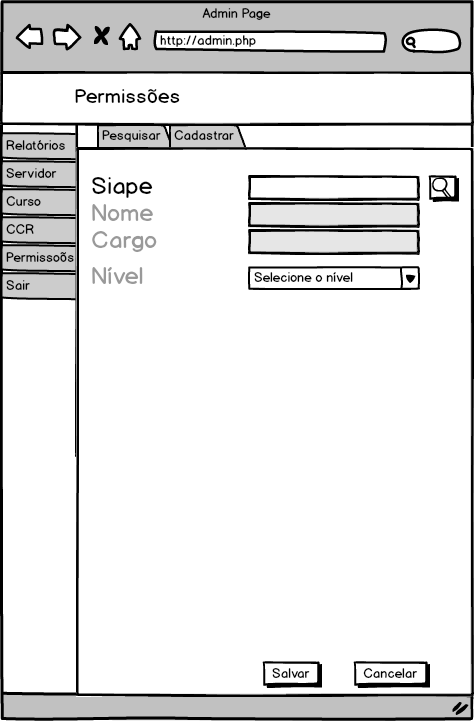 Admin Page
http://admin.php
Permissões
Pesquisar
Cadastrar
Relatórios
Servidor
Curso
CCR
Permissoõs
Sair
Siape
Nome
Cargo
Nível
Selecione o nível
Salvar
Cancelar